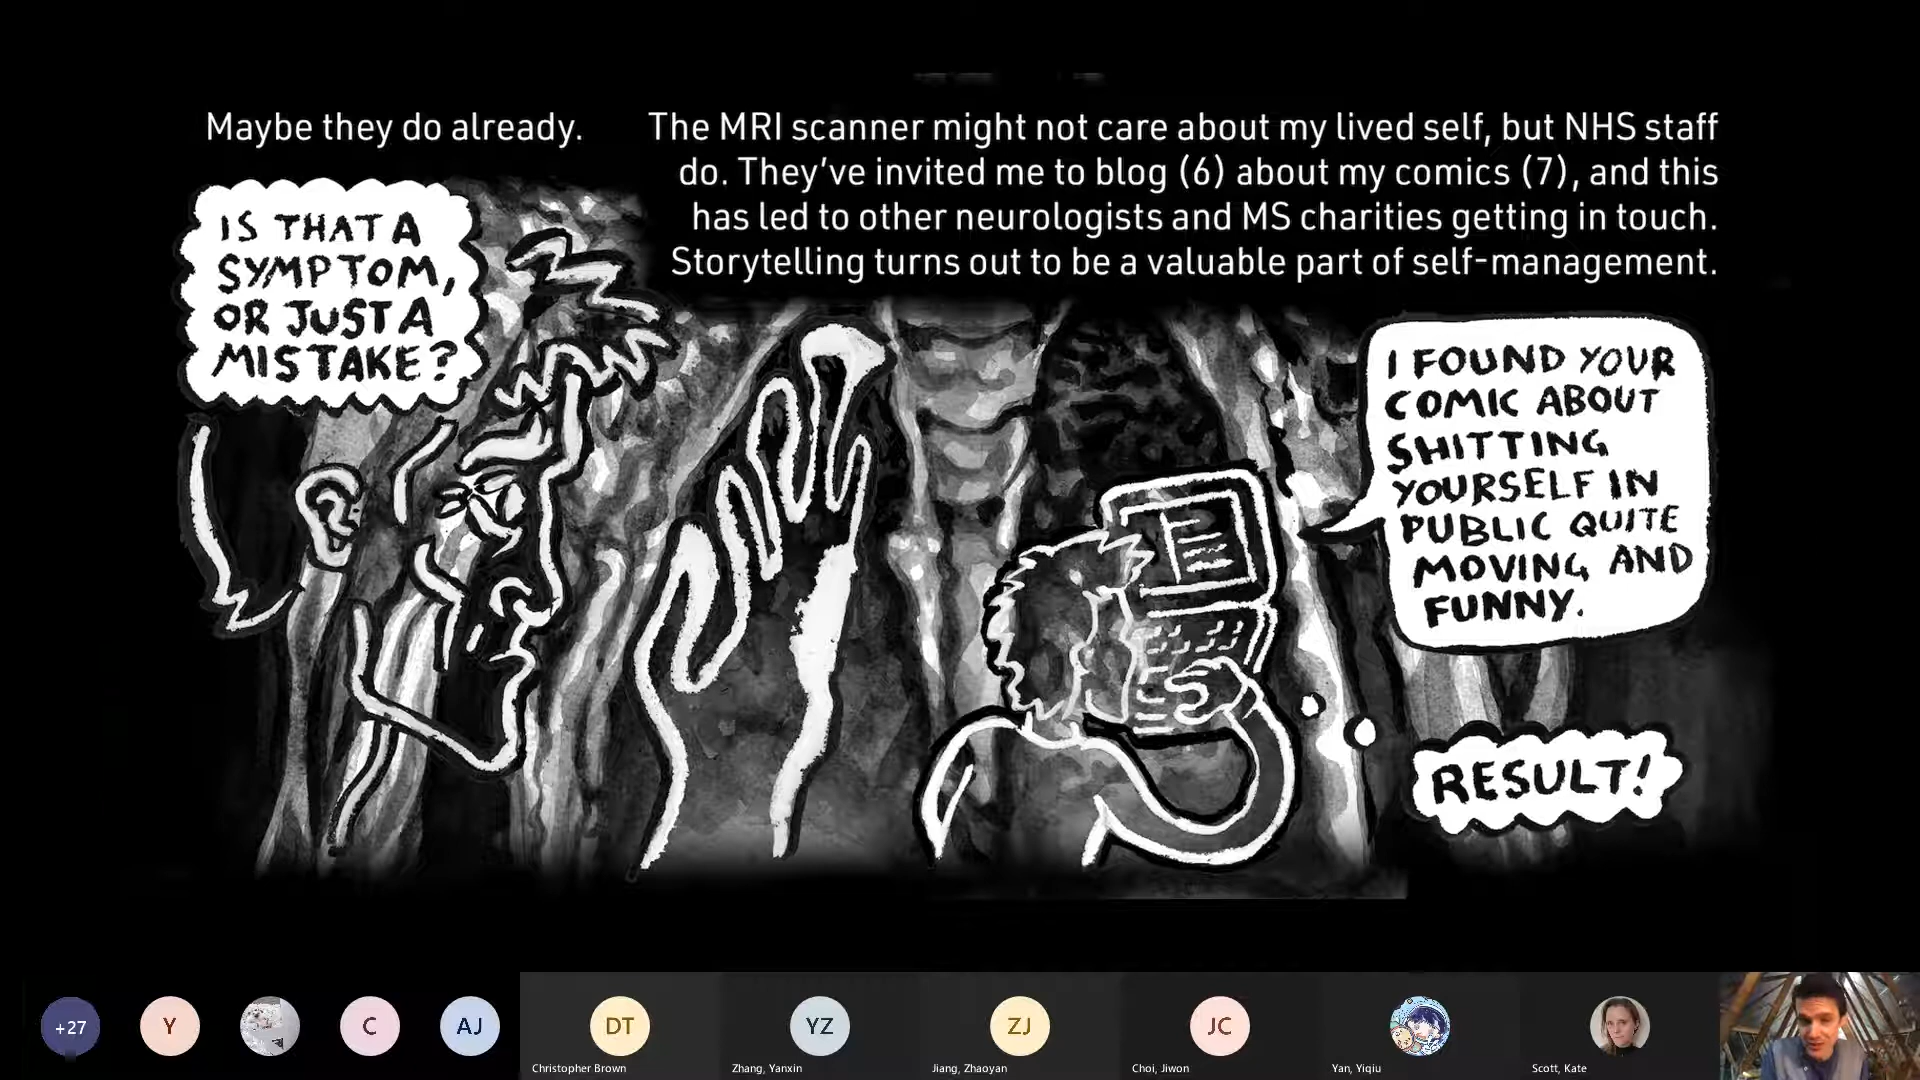 Maybe they do already.
The MRI scanner might not care about my lived self, but NHS staff
do. They've invited me to blog (6) about my comics (7), and this
has led to other neurologists and MS charities getting in touch.
Storytelling turns out to be a valuable part of self-management.
IS THAT A
SYMPTOM,
OR JUST A
MISTAKE?
I FOUND YOUR
COMIC ABOUT
SHITTING
YOURSELF IN
PUBLIC QUITE
MOVING AND
FUNNY.
RESULT!
+27
Y
C
AJ
DT
YZ
ZJ
JC
Christopher Brown
Zhang, Yanxin
Jiang, Zhaoyan
Choi, Jiwon
Yan, Yiqiu
Scott, Kate